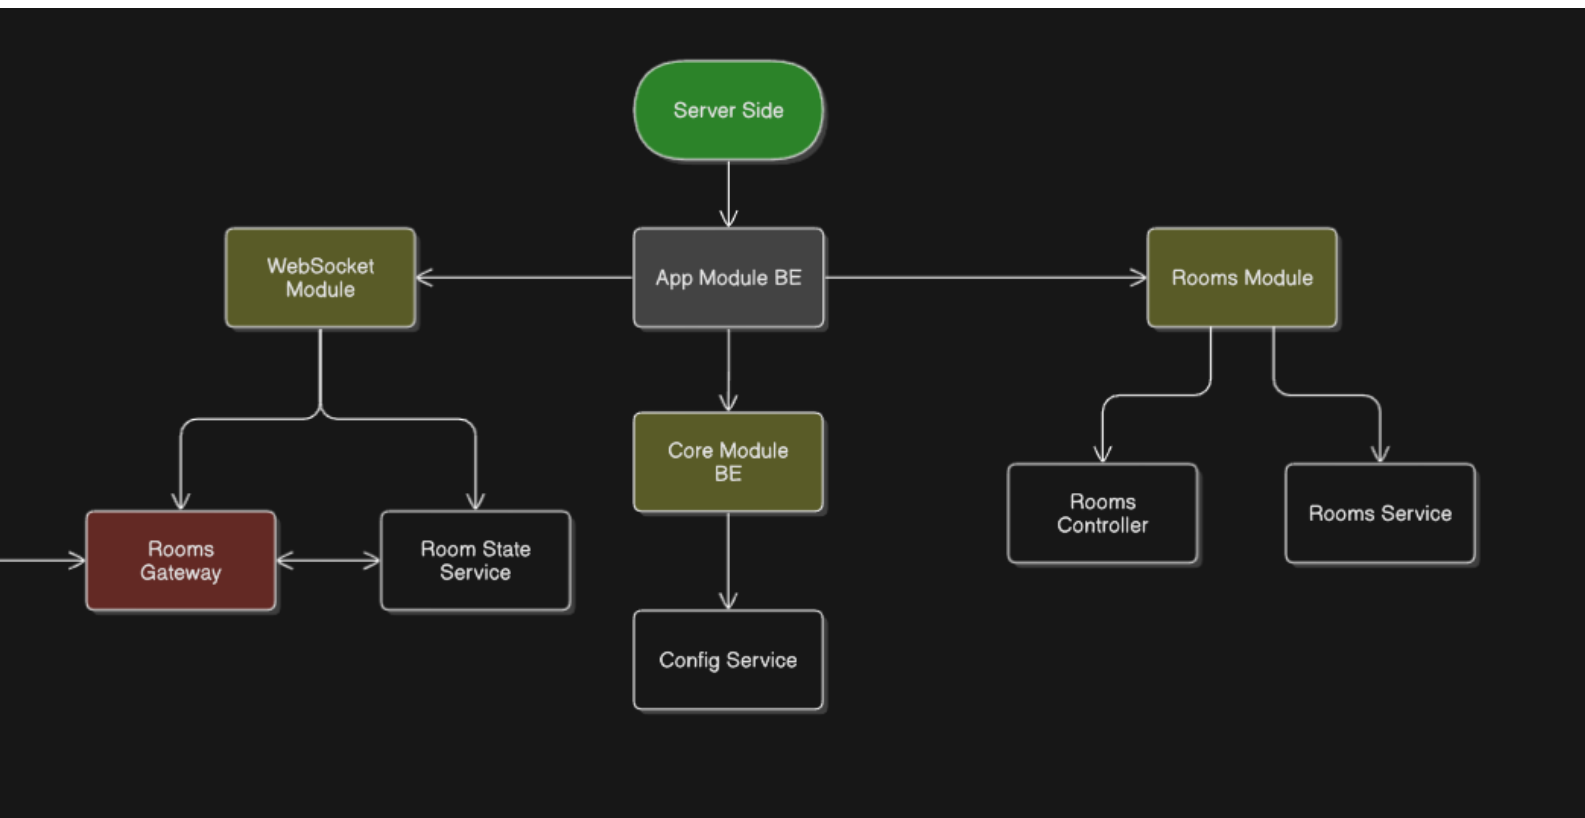 Server Side
WebSocket
Module
App Module BE
Rooms Module
Core Module
BE
Rooms
Controller
Rooms Service
Rooms
Gateway
Room State
Service
Config Service